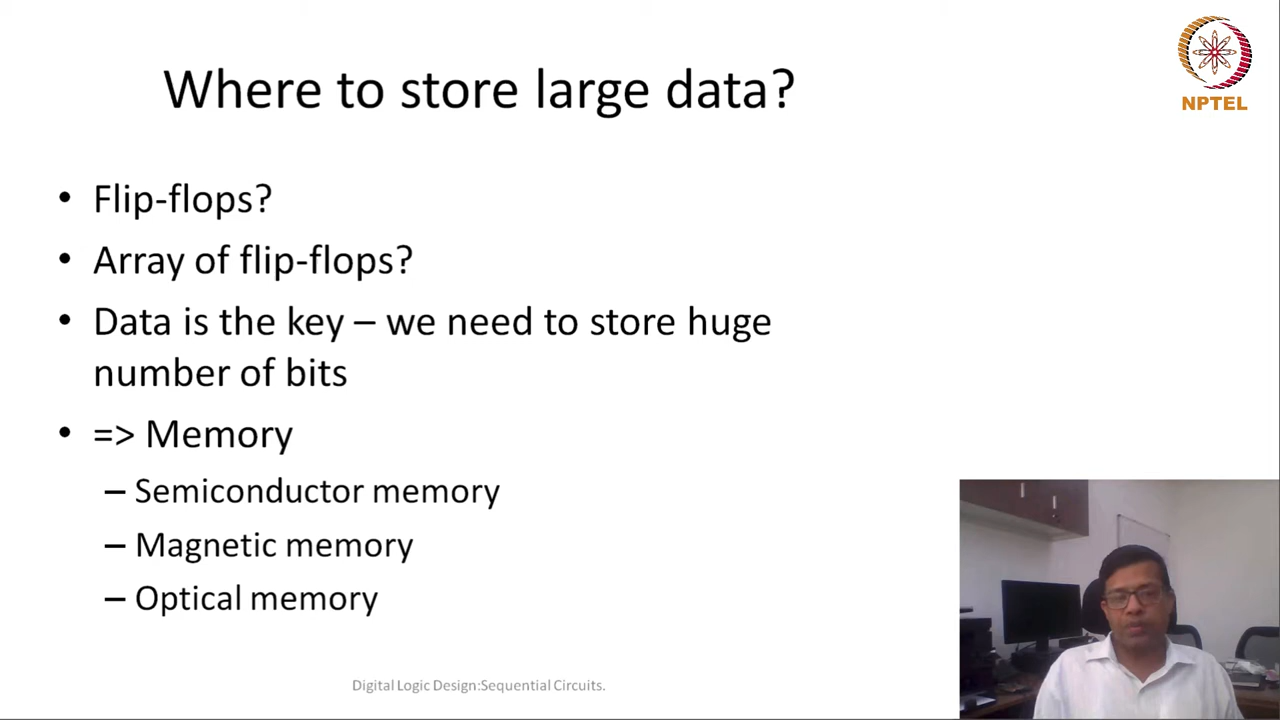 Where to store large data?
NPTEL
• Flip-flops?
• Array of flip-flops?
• Data is the key – we need to store huge
number of bits
• => Memory
– Semiconductor memory
– Magnetic memory
– Optical memory
Digital Logic Design:Sequential Circuits.